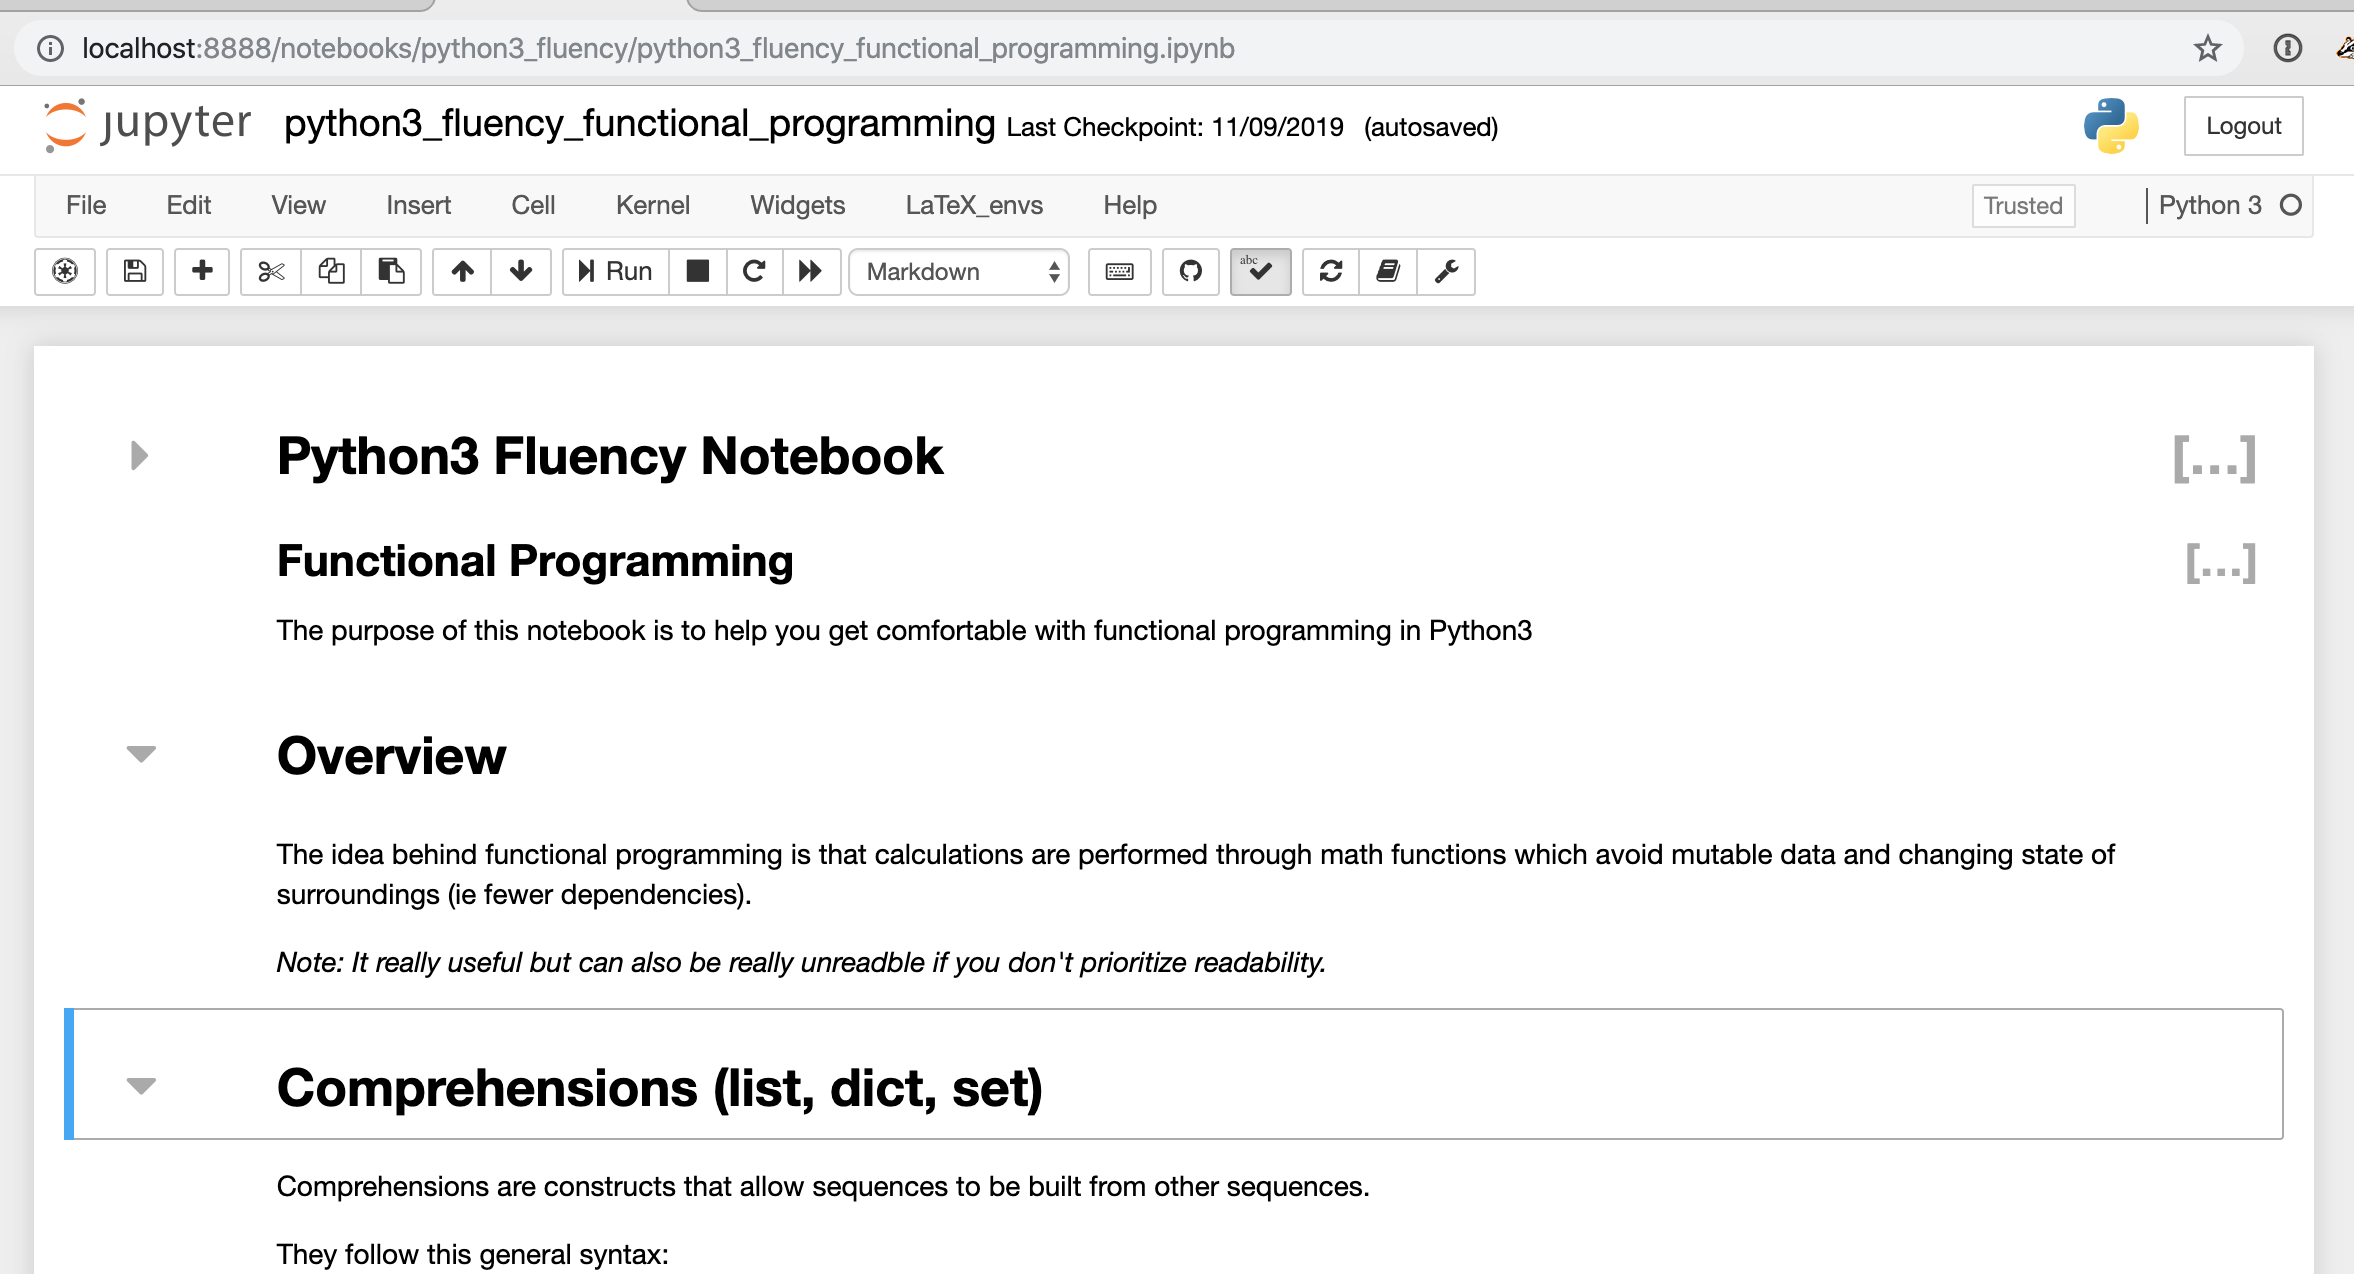 localhost:8888/notebooks/python3_fluency/python3_fluency_functional_programming.ipynb
jupyter python3_fluency_functional_programming Last Checkpoint: 11/09/2019 (autosaved) Logout
File Edit View Insert Cell Kernel Widgets LaTeX_envs Help Trusted Python 3
Run Markdown abc
Python3 Fluency Notebook [...]
Functional Programming [...]
The purpose of this notebook is to help you get comfortable with functional programming in Python3
Overview
The idea behind functional programming is that calculations are performed through math functions which avoid mutable data and changing state of
surroundings (ie fewer dependencies).
Note: It really useful but can also be really unreadble if you don't prioritize readability.
Comprehensions (list, dict, set)
Comprehensions are constructs that allow sequences to be built from other sequences.
They follow this general syntax: